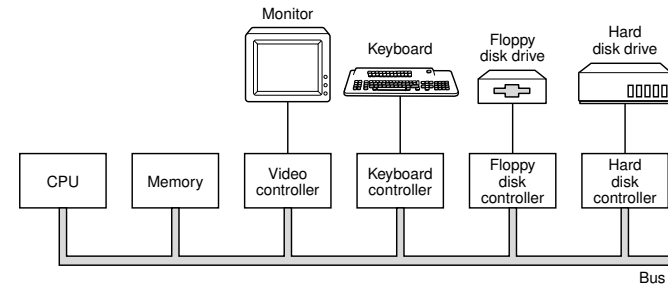 Monitor
Keyboard
Floppy
disk drive
Hard
disk drive
CPU
Memory
Video
controller
Keyboard
controller
Floppy
disk
controller
Hard
disk
controller
Bus